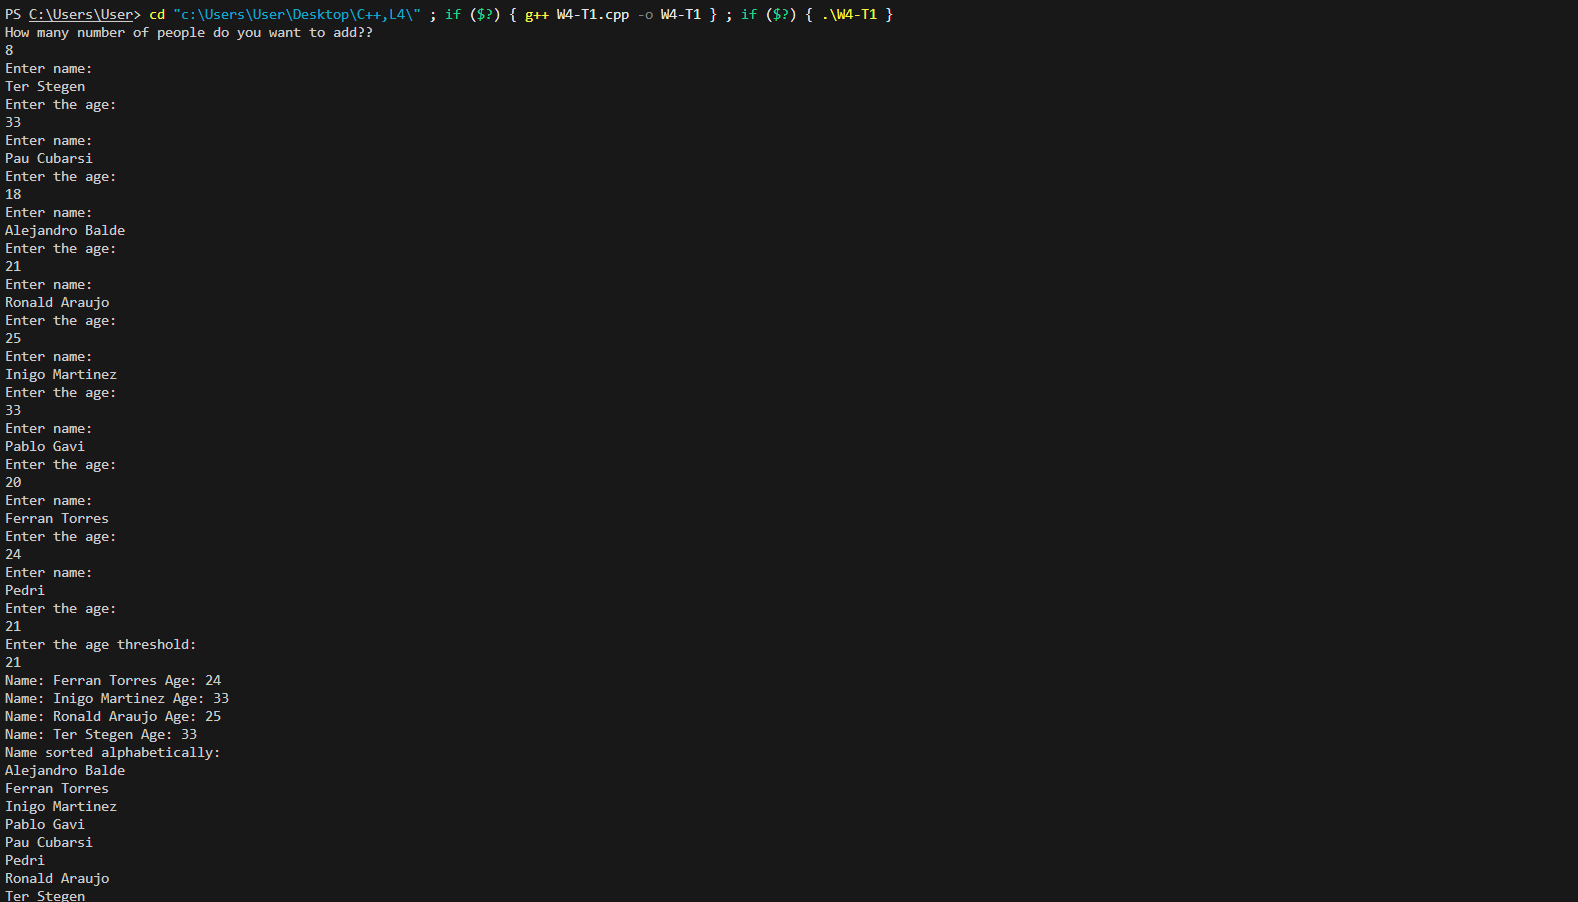 PS C:\Users\User> cd "c:\Users\User\Desktop\C++,L4\" ; if ($?) { g++ W4-T1.cpp -o W4-T1 } ; if ($?) { .\W4-T1 }
How many number of people do you want to add??
8
Enter name:
Ter Stegen
Enter the age:
33
Enter name:
Pau Cubarsi
Enter the age:
18
Enter name:
Alejandro Balde
Enter the age:
21
Enter name:
Ronald Araujo
Enter the age:
25
Enter name:
Inigo Martinez
Enter the age:
33
Enter name:
Pablo Gavi
Enter the age:
20
Enter name:
Ferran Torres
Enter the age:
24
Enter name:
Pedri
Enter the age:
21
Enter the age threshold:
21
Name: Ferran Torres Age: 24
Name: Inigo Martinez Age: 33
Name: Ronald Araujo Age: 25
Name: Ter Stegen Age: 33
Name sorted alphabetically:
Alejandro Balde
Ferran Torres
Inigo Martinez
Pablo Gavi
Pau Cubarsi
Pedri
Ronald Araujo
Ter Stegen